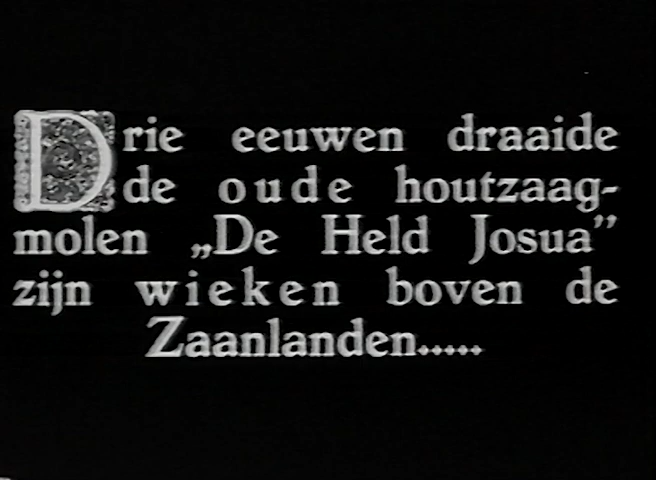 Drie eeuwen draaide
de oude houtzaag-
molen „De Held Josua”
zijn wieken boven de
Zaanlanden.....